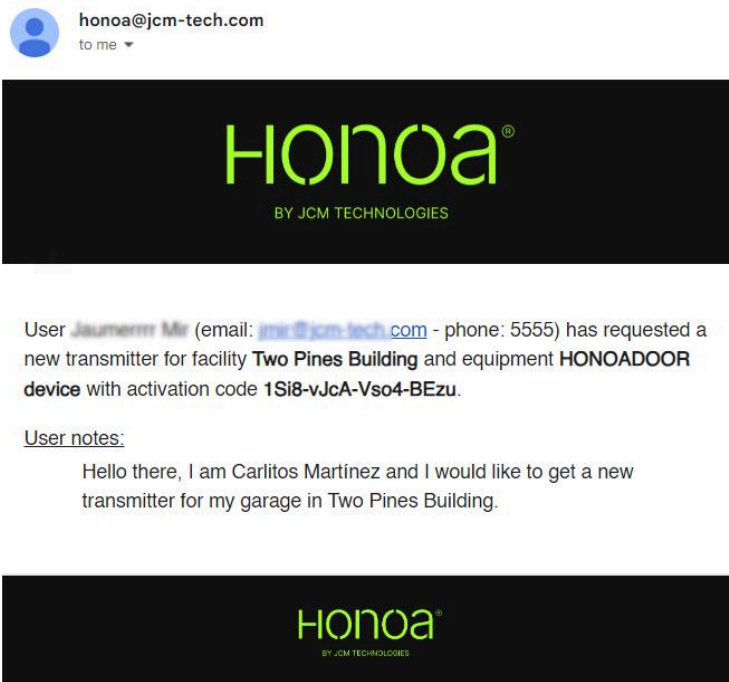 honoa@jcm-tech.com
to me
Honoa®
BY JCM TECHNOLOGIES
User (email: .com - phone: 5555) has requested a
new transmitter for facility Two Pines Building and equipment HONOADOOR
device with activation code 1Si8-vJcA-Vso4-BEzu.
User notes:
Hello there, I am Carlitos Martínez and I would like to get a new
transmitter for my garage in Two Pines Building.
Honoa®
BY JCM TECHNOLOGIES